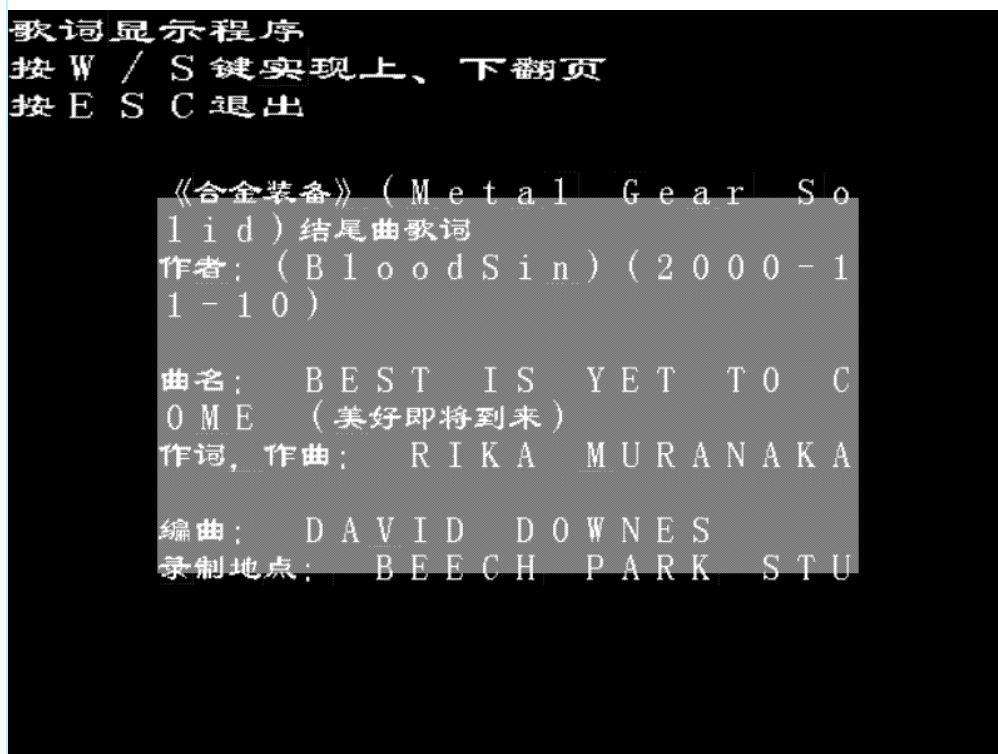 歌词显示程序
按W/S键实现上、下翻页
按ESC退出
《合金装备》(Metal Gear So
lid)结尾曲歌词
作者:(BloodSin)(2000-1
1-10)
曲名: BEST IS YET TO C
OME (美好即将到来)
作词,作曲: RIKA MURANAKA
编曲: DAVID DOWNES
录制地点: BEECH PARK STU